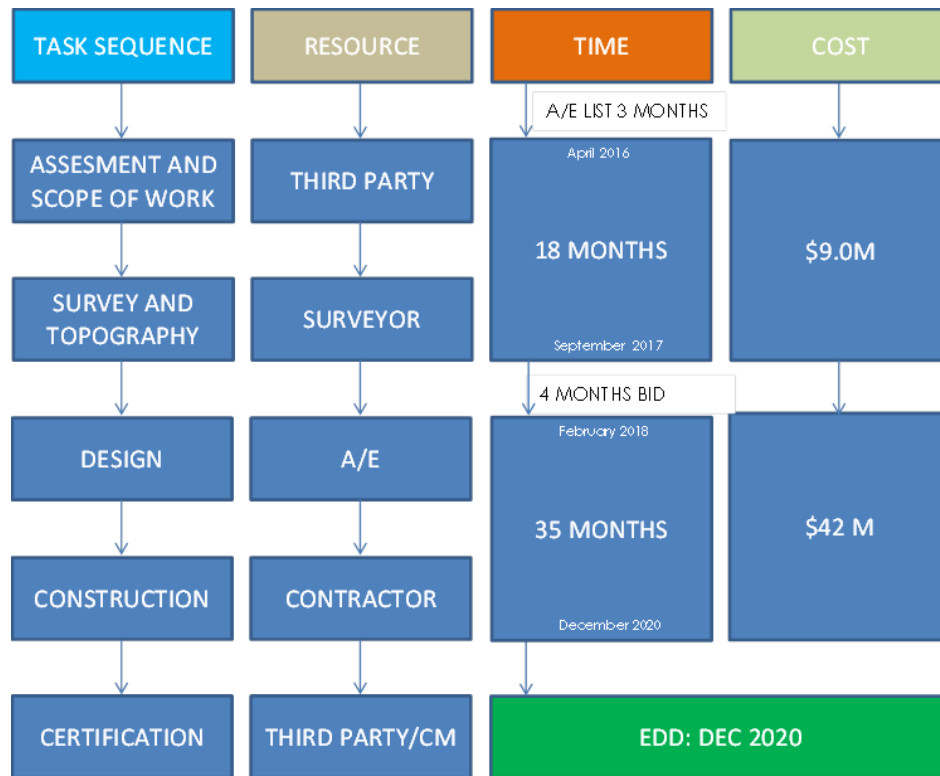 TASK SEQUENCE
RESOURCE
TIME
COST
A/E LIST 3 MONTHS
ASSESMENT AND
SCOPE OF WORK
THIRD PARTY
April 2016
18 MONTHS
September 2017
$9.0M
SURVEY AND
TOPOGRAPHY
SURVEYOR
4 MONTHS BID
DESIGN
A/E
February 2018
35 MONTHS
December 2020
$42 M
CONSTRUCTION
CONTRACTOR
CERTIFICATION
THIRD PARTY/CM
EDD: DEC 2020